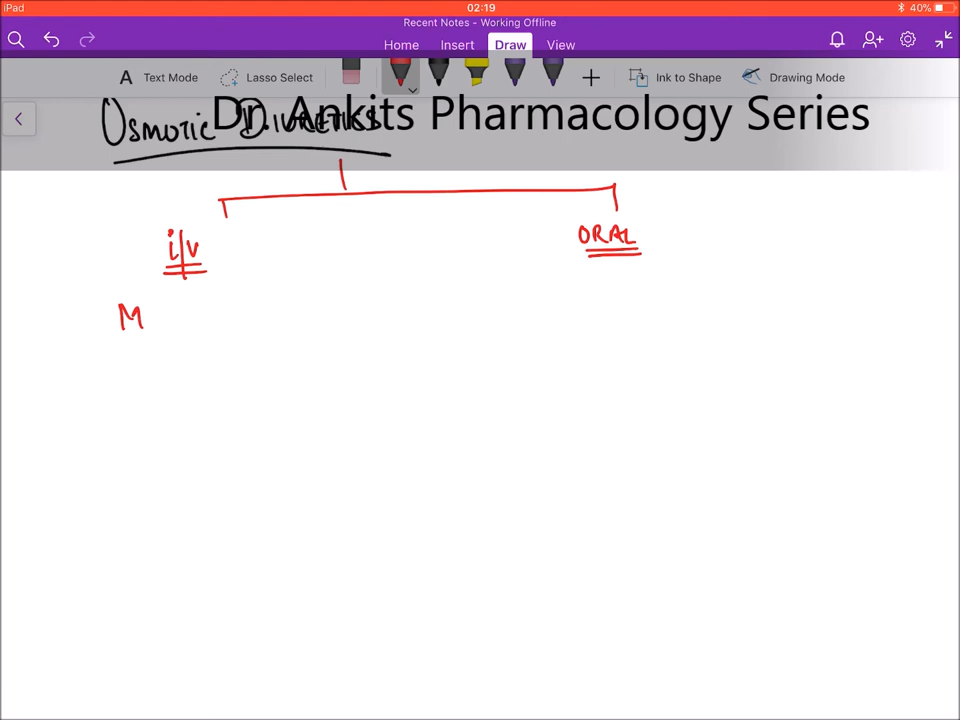 iPad 02:19 40%
Recent Notes - Working Offline
Home Insert Draw View
A Text Mode Lasso Select Ink to Shape Drawing Mode
Dr. Ankits Pharmacology Series
OSMOTIC DIURETICS
i/v ORAL
M